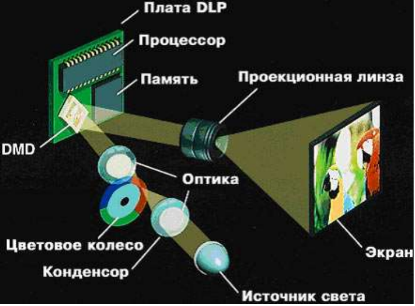 Плата DLP
Процессор
Память
Проекционная линза
DMD
Оптика
Цветовое колесо
Экран
Конденсор
Источник света